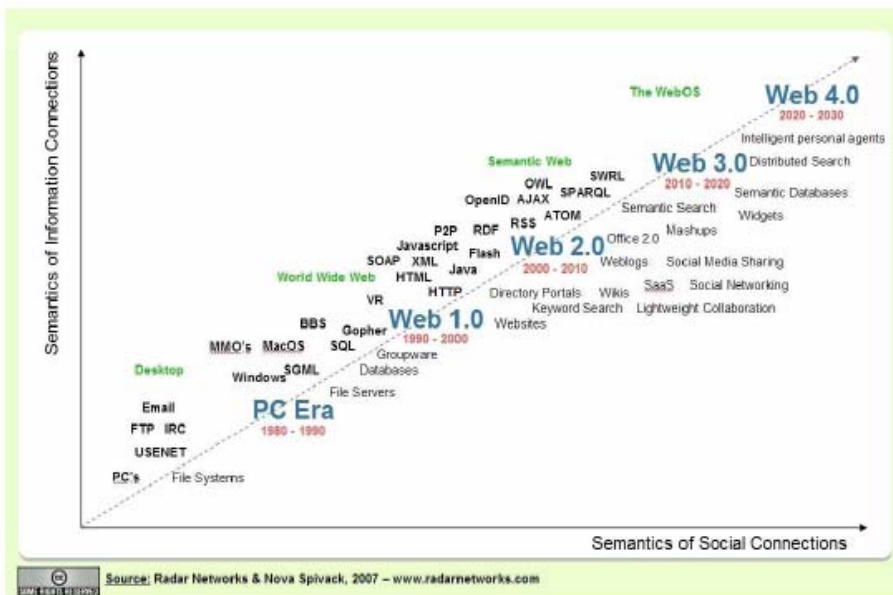 Semantics of Information Connections
The WebOS
Web 4.0
2020 - 2030
Intelligent personal agents
Semantic Web
Web 3.0
2010 - 2020
Distributed Search
SWRL
OWL
SPARQL
OpenID AJAX
Semantic Databases
Semantic Search
Widgets
ATOM
RSS
P2P RDF
Mashups
Office 2.0
Javascript
Flash
Web 2.0
2000 - 2010
SOAP XML
Java
Weblogs Social Media Sharing
World Wide Web
HTML
HTTP
SaaS Social Networking
Directory Portals Wikis
VR
Keyword Search Lightweight Collaboration
BBS
Gopher
Web 1.0
1990 - 2000
Websites
MMO's MacOS SQL
Groupware
Desktop
Windows SGML
Databases
File Servers
Email
PC Era
1980 - 1990
FTP IRC
USENET
PC's File Systems
Semantics of Social Connections
cc
SOME RIGHTS RESERVED
Source: Radar Networks & Nova Spivack, 2007 – www.radarnetworks.com